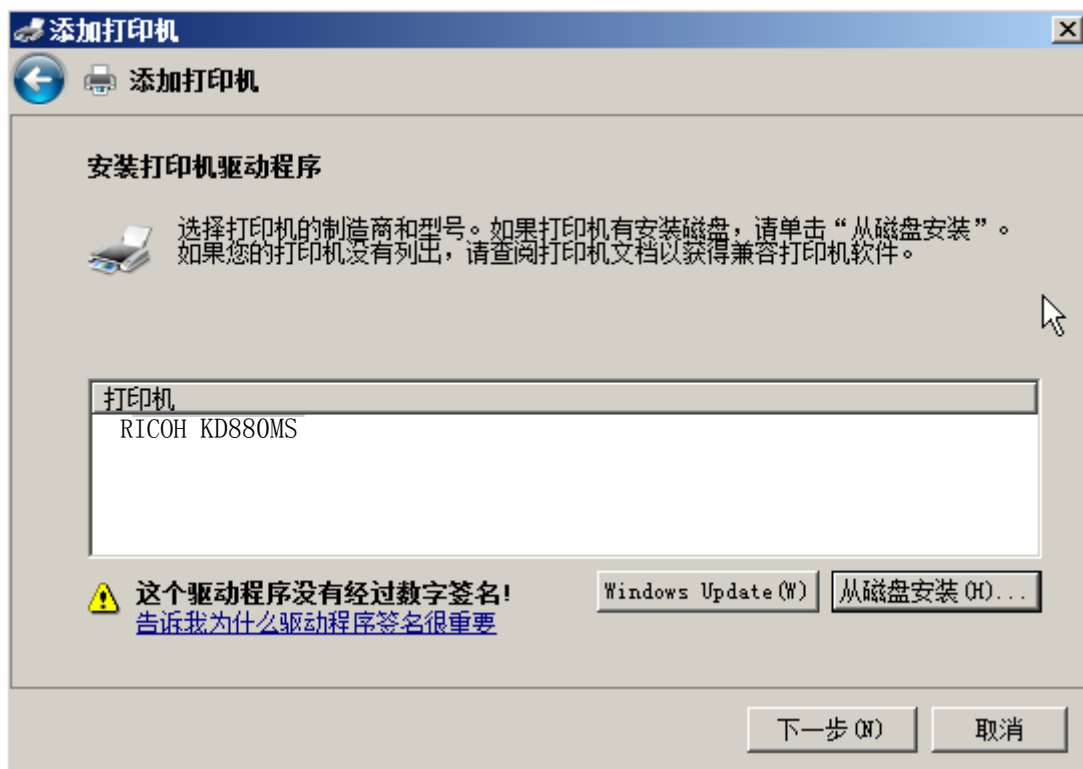 添加打印机
添加打印机
安装打印机驱动程序
选择打印机的制造商和型号。如果打印机有安装磁盘，请单击“从磁盘安装”。
如果您的打印机没有列出，请查阅打印机文档以获得兼容打印机软件。
打印机
RICOH KD880MS
这个驱动程序没有经过数字签名!
告诉我为什么驱动程序签名很重要
Windows Update(W)
从磁盘安装(H)...
下一步(N)
取消